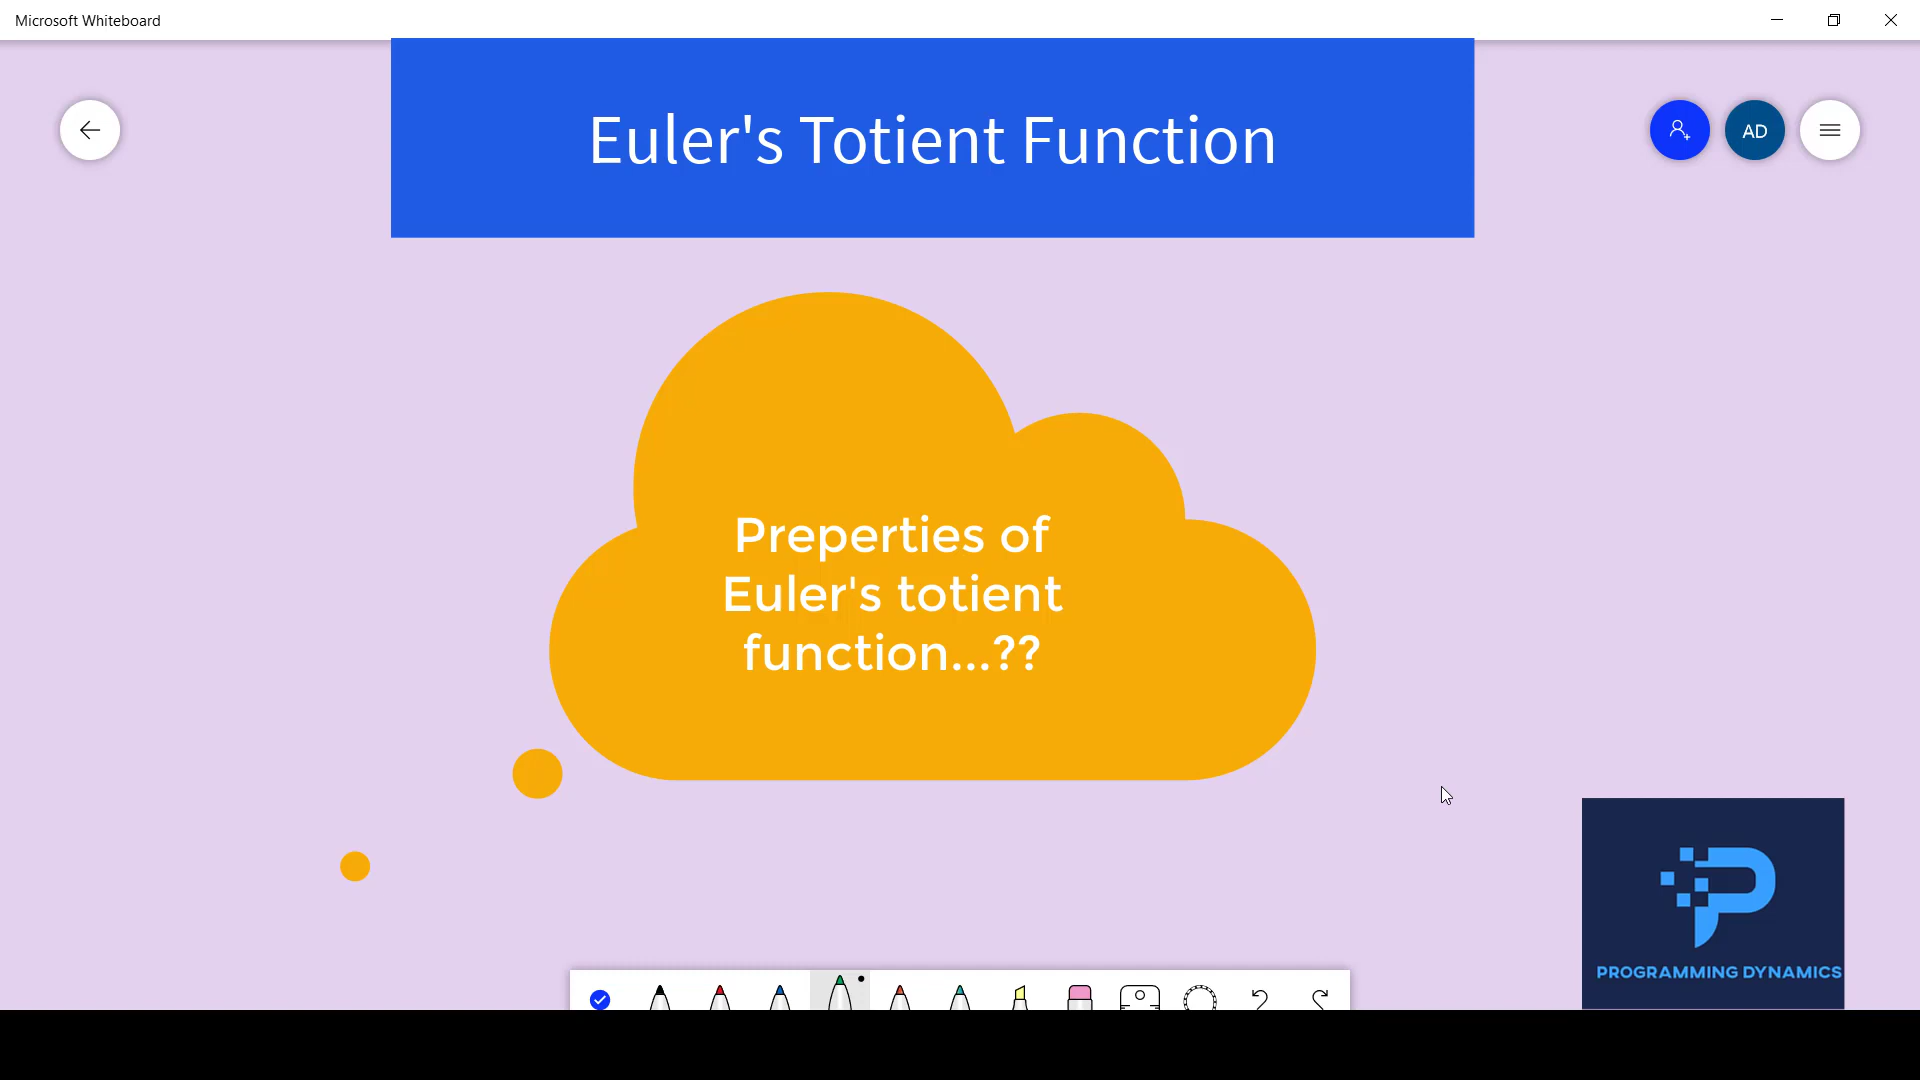 Microsoft Whiteboard
Euler's Totient Function
AD
Preperties of
Euler's totient
function...??
PROGRAMMING DYNAMICS